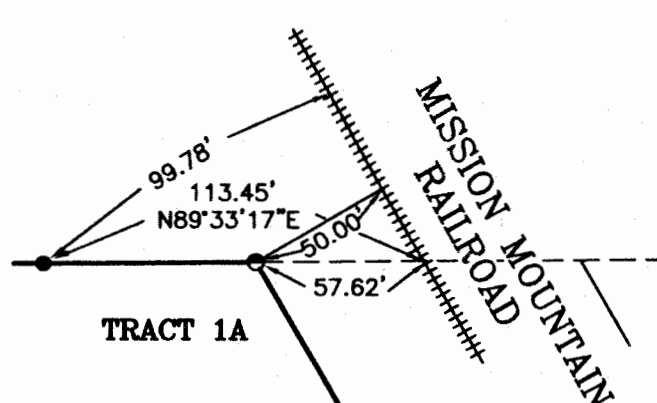 99.78'
113.45'
N89°33'17"E
50.00'
57.62'
TRACT 1A
MISSION MOUNTAIN
RAILROAD